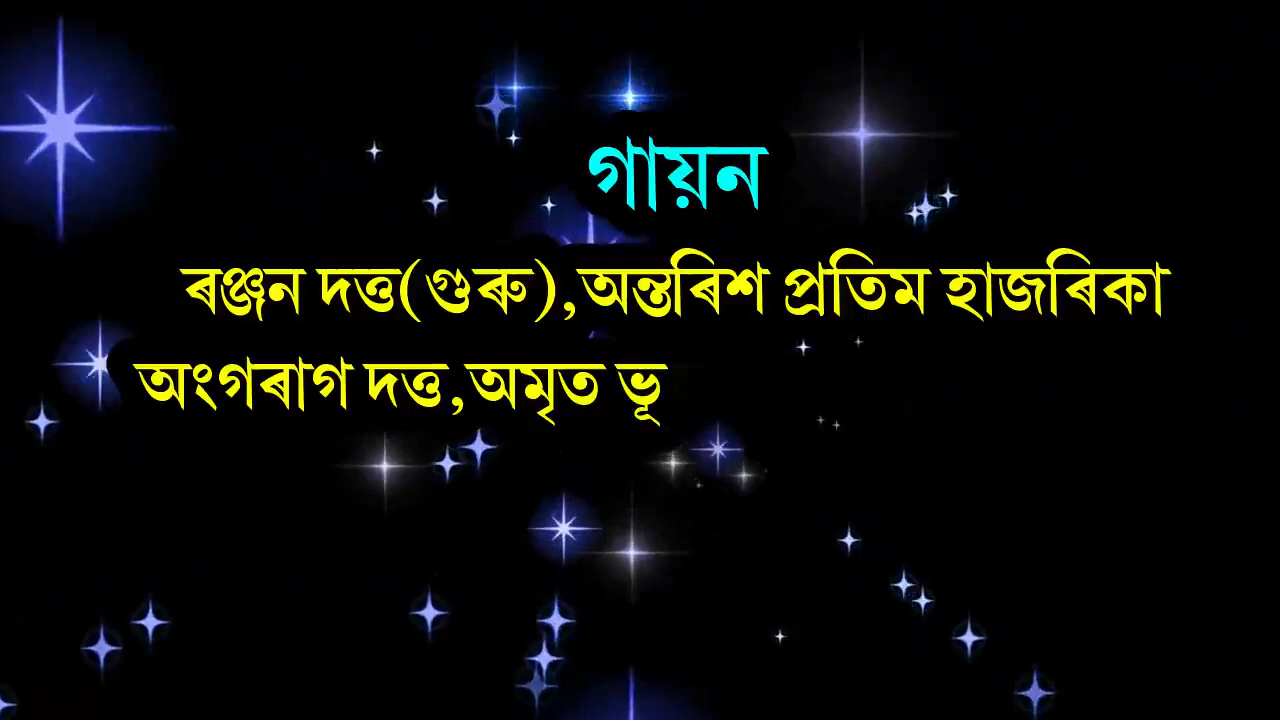 গায়ন
ৰঞ্জন দত্ত(গুৰু),অন্তৰিশ প্ৰতিম হাজৰিকা
অংগৰাগ দত্ত,অমৃত ভূ